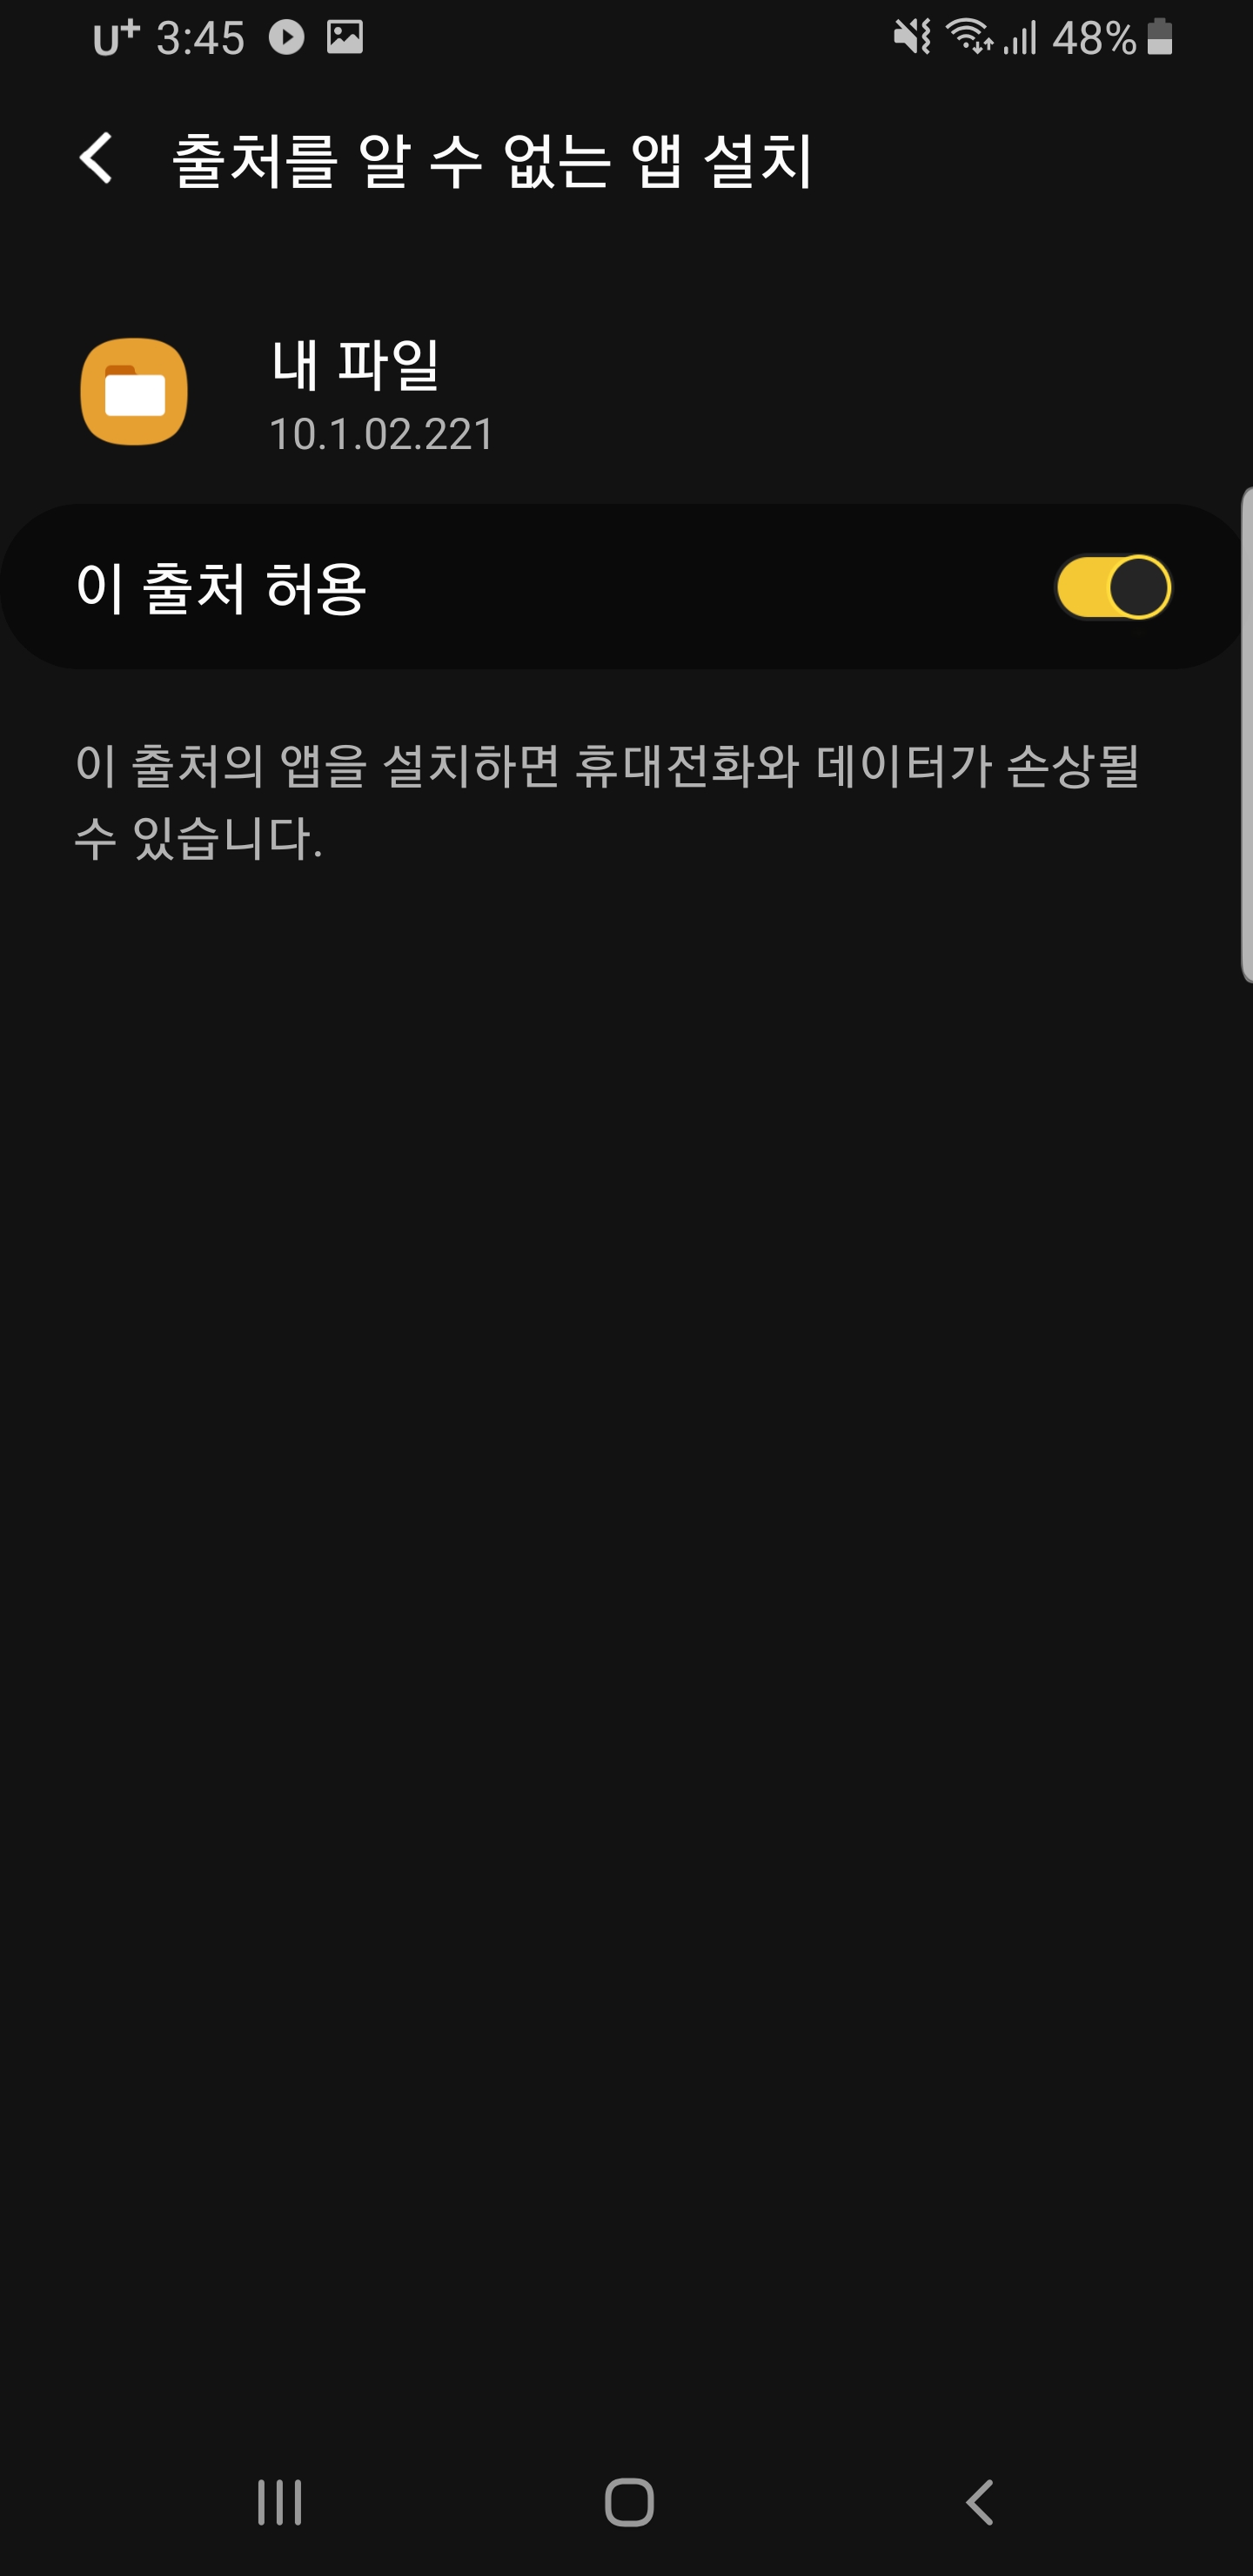 U+ 3:45 48%
출처를 알 수 없는 앱 설치
내 파일
10.1.02.221
이 출처 허용
이 출처의 앱을 설치하면 휴대전화와 데이터가 손상될
수 있습니다.